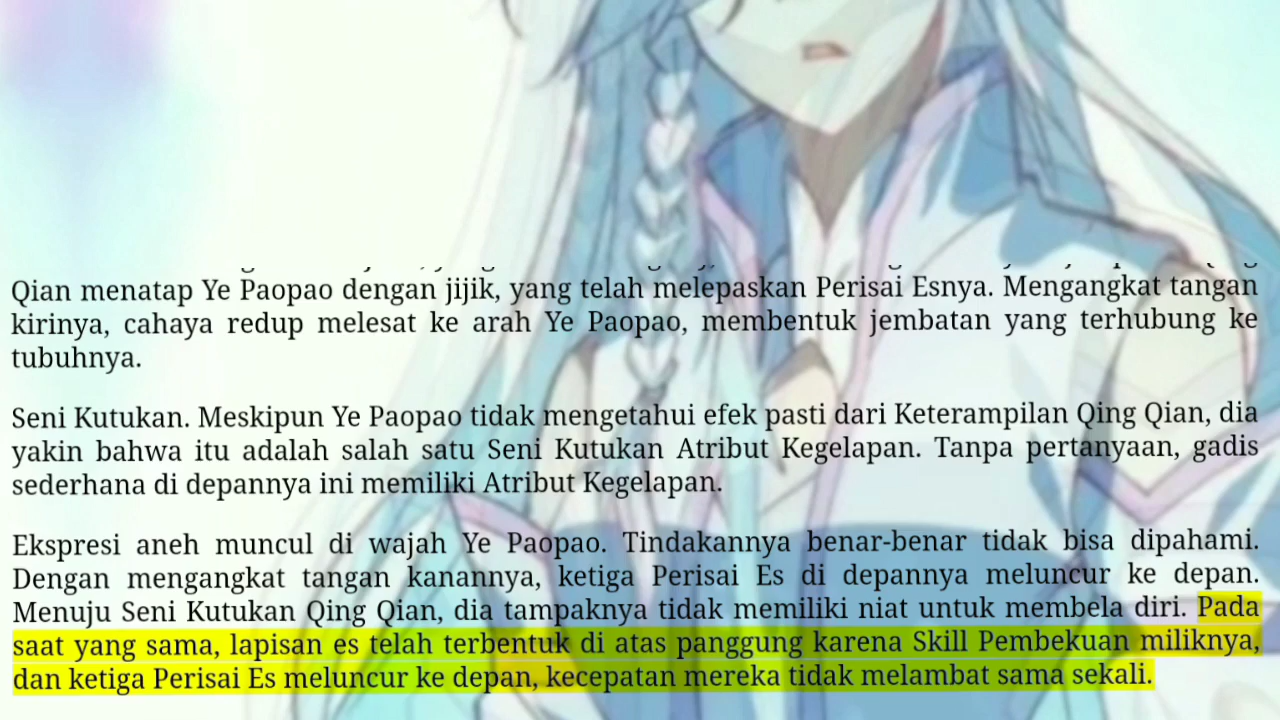 Qian menatap Ye Paopao dengan jijik, yang telah melepaskan Perisai Esnya. Mengangkat tangan
kirinya, cahaya redup melesat ke arah Ye Paopao, membentuk jembatan yang terhubung ke
tubuhnya.
Seni Kutukan. Meskipun Ye Paopao tidak mengetahui efek pasti dari Keterampilan Qing Qian, dia
yakin bahwa itu adalah salah satu Seni Kutukan Atribut Kegelapan. Tanpa pertanyaan, gadis
sederhana di depannya ini memiliki Atribut Kegelapan.
Ekspresi aneh muncul di wajah Ye Paopao. Tindakannya benar-benar tidak bisa dipahami.
Dengan mengangkat tangan kanannya, ketiga Perisai Es di depannya meluncur ke depan.
Menuju Seni Kutukan Qing Qian, dia tampaknya tidak memiliki niat untuk membela diri. Pada
saat yang sama, lapisan es telah terbentuk di atas panggung karena Skill Pembekuan miliknya,
dan ketiga Perisai Es meluncur ke depan, kecepatan mereka tidak melambat sama sekali.